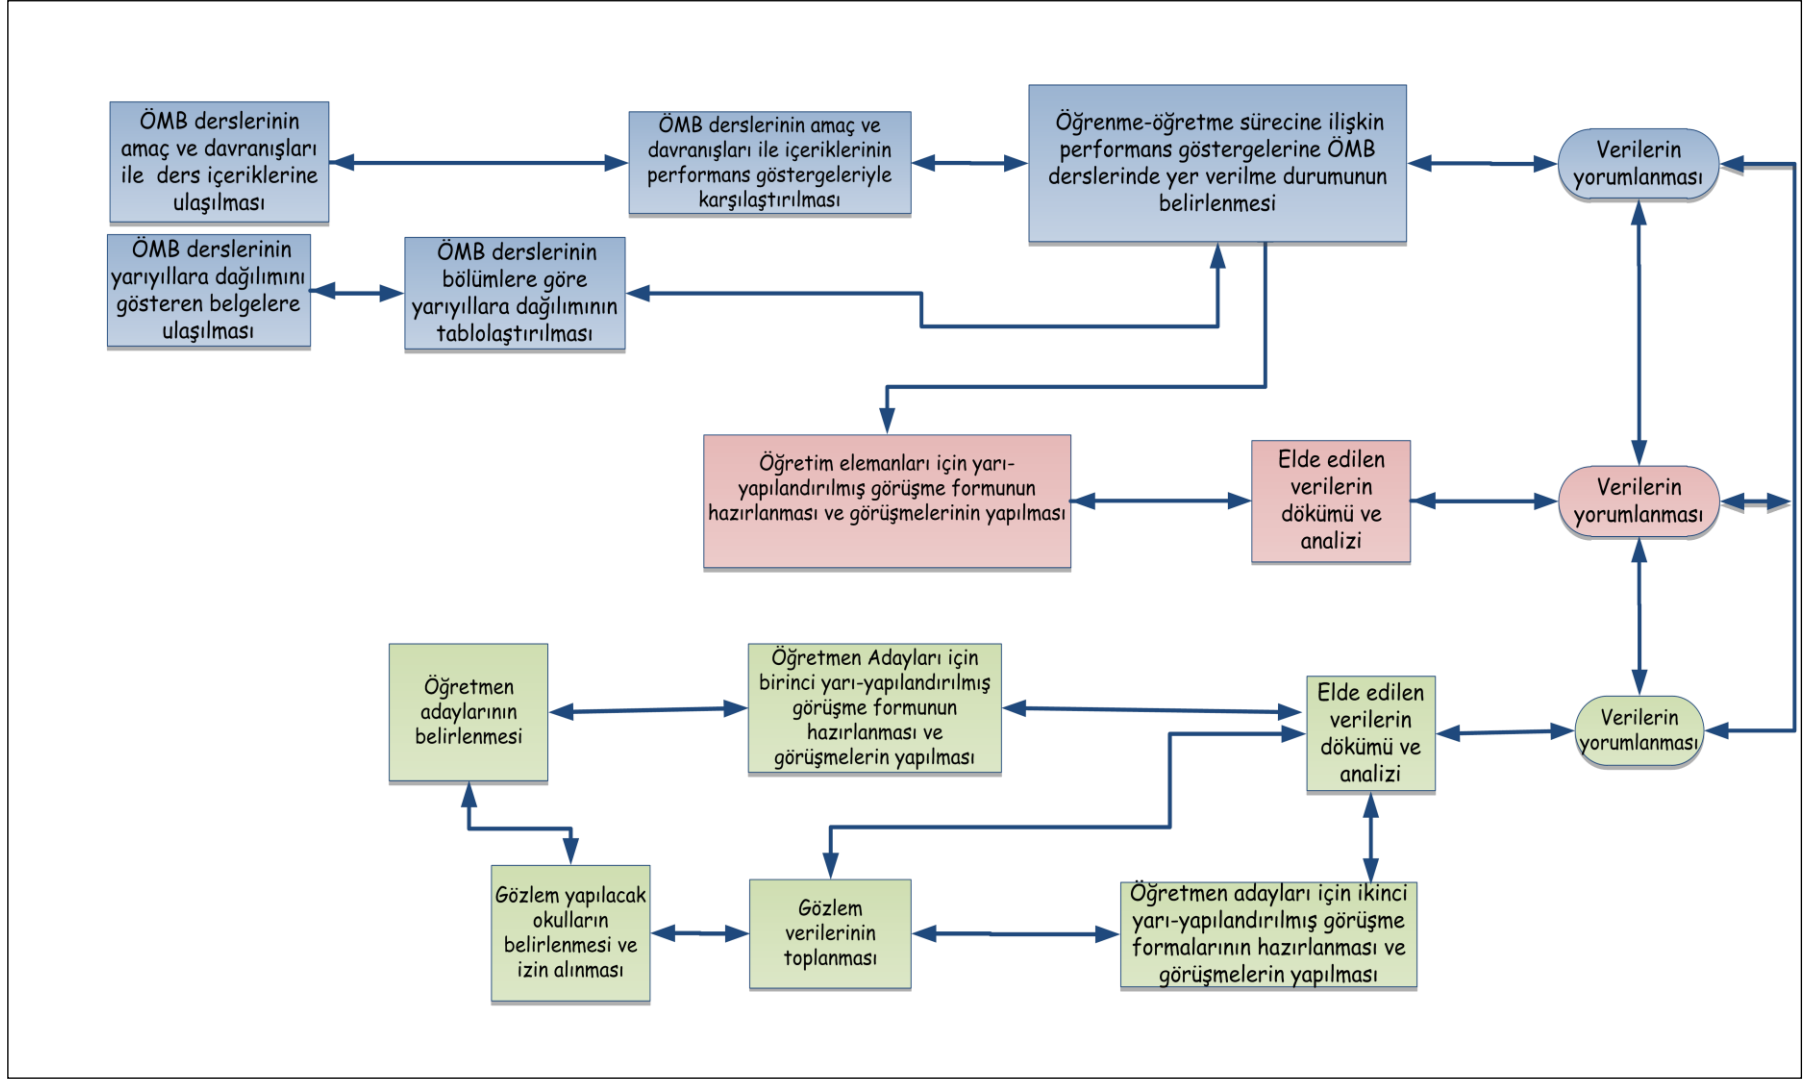 ÖMB derslerinin
amaç ve davranışları
ile ders içeriklerine
ulaşılması
ÖMB derslerinin amaç ve
davranışları ile içeriklerinin
performans göstergeleriyle
karşılaştırılması
Öğrenme-öğretme sürecine ilişkin
performans göstergelerine ÖMB
derslerinde yer verilme durumunun
belirlenmesi
Verilerin
yorumlanması
ÖMB derslerinin
yarıyıllara dağılımını
gösteren belgelere
ulaşılması
ÖMB derslerinin
bölümlere göre
yarıyıllara dağılımının
tablolaştırılması
Öğretim elemanları için yarı-
yapılandırılmış görüşme formunun
hazırlanması ve görüşmelerinin yapılması
Elde edilen
verilerin
dökümü ve
analizi
Verilerin
yorumlanması
Öğretmen
adaylarının
belirlenmesi
Öğretmen Adayları için
birinci yarı-yapılandırılmış
görüşme formunun
hazırlanması ve
görüşmelerin yapılması
Elde edilen
verilerin
dökümü ve
analizi
Verilerin
yorumlanması
Gözlem yapılacak
okulların
belirlenmesi ve
izin alınması
Gözlem
verilerinin
toplanması
Öğretmen adayları için ikinci
yarı-yapılandırılmış görüşme
formalarının hazırlanması ve
görüşmelerin yapılması